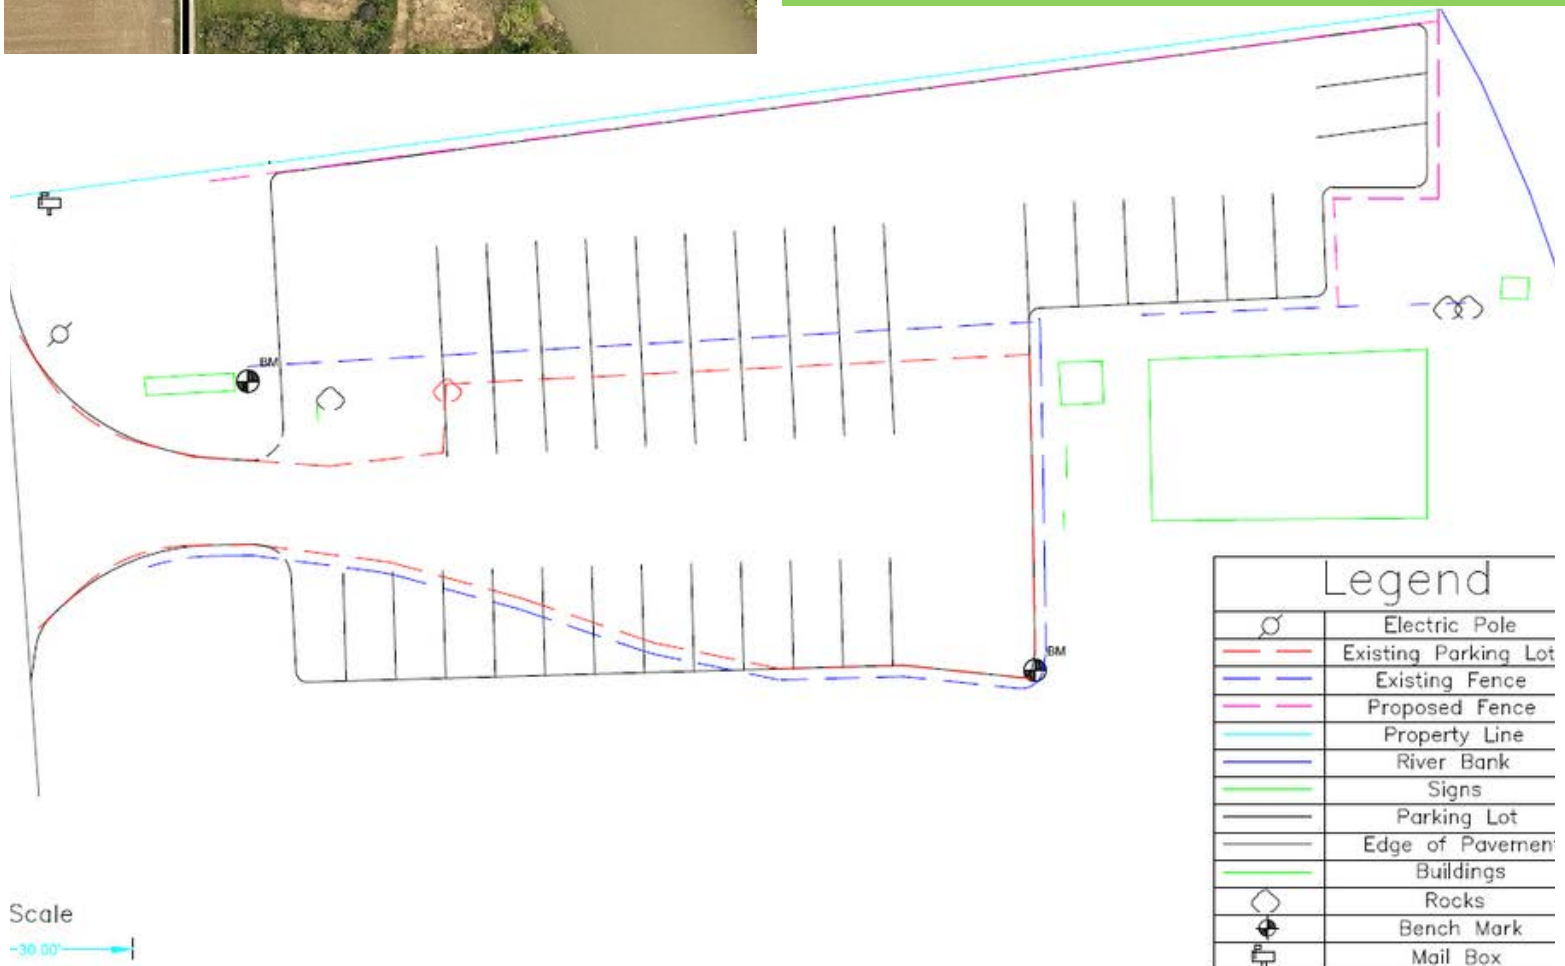 BM
BM
Legend
Electric Pole
Existing Parking Lot
Existing Fence
Proposed Fence
Property Line
River Bank
Signs
Parking Lot
Edge of Pavement
Buildings
Rocks
Bench Mark
Mail Box
Scale
30.00'